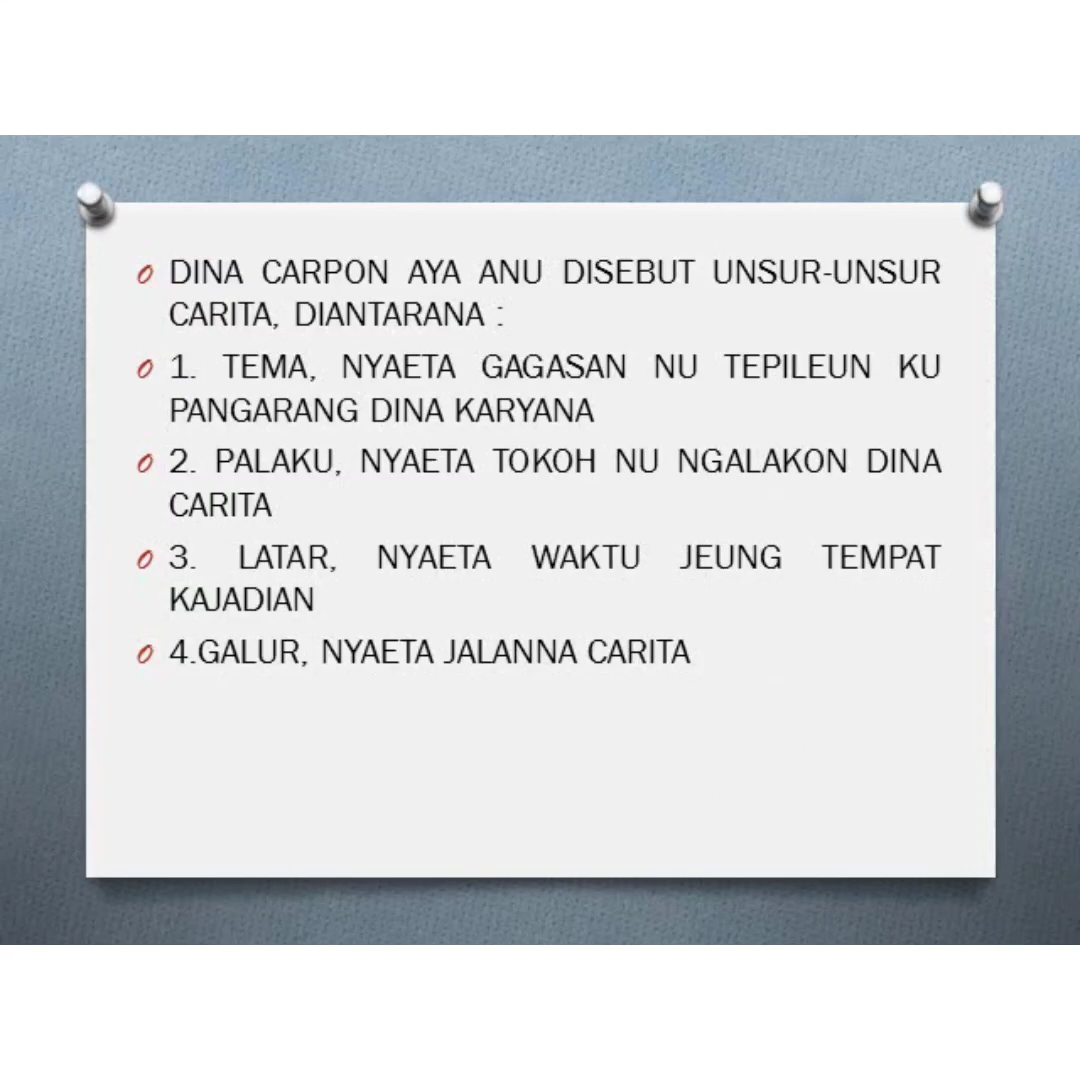 DINA CARPON AYA ANU DISEBUT UNSUR-UNSUR
CARITA, DIANTARANA :
1. TEMA, NYAETA GAGASAN NU TEPILEUN KU
PANGARANG DINA KARYANA
2. PALAKU, NYAETA TOKOH NU NGALAKON DINA
CARITA
3. LATAR, NYAETA WAKTU JEUNG TEMPAT
KAJADIAN
4.GALUR, NYAETA JALANNA CARITA